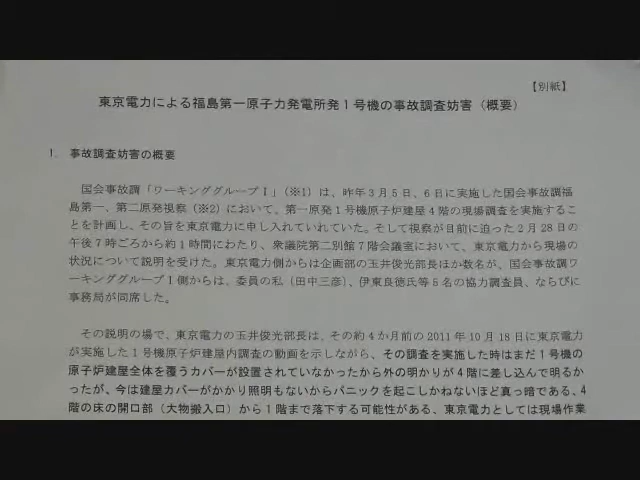 【別紙】
東京電力による福島第一原子力発電所発１号機の事故調査妨害（概要）
１．事故調査妨害の概要
国会事故調「ワーキンググループⅠ」（※１）は、昨年３月５日、６日に実施した国会事故調福
島第一、第二原発視察（※２）において、第一原発１号機原子炉建屋４階の現場調査を実施するこ
とを計画し、その旨を東京電力に申し入れていれていた。そして視察が目前に迫った２月２８日の
午後７時ごろから約１時間にわたり、衆議院第二別館７階会議室において、東京電力から現場の
状況について説明を受けた。東京電力側からは企画部の玉井俊光部長ほか数名が、国会事故調ワ
ーキンググループⅠ側からは、委員の私（田中三彦）、伊東良徳氏等５名の協力調査員、ならびに
事務局が同席した。
その説明の場で、東京電力の玉井俊光部長は、その約４か月前の2011年10月18日に東京電力
が実施した１号機原子炉建屋内調査の動画を示しながら、その調査を実施した時はまだ１号機の
原子炉建屋全体を覆うカバーが設置されていなかったから外の明かりが４階に差し込んで明るか
ったが、今は建屋カバーがかかり照明もないからパニックを起こしかねないほど真っ暗である、４
階の床の開口部（大物搬入口）から１階まで落下する可能性がある、東京電力としては現場作業